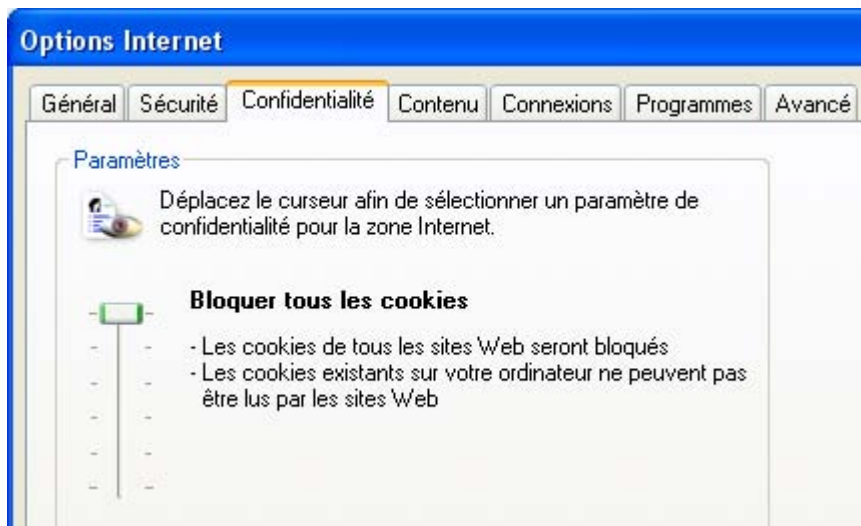 Options Internet
Général Sécurité Confidentialité Contenu Connexions Programmes Avancé
Paramètres
Déplacez le curseur afin de sélectionner un paramètre de
confidentialité pour la zone Internet.
Bloquer tous les cookies
- Les cookies de tous les sites Web seront bloqués
- Les cookies existants sur votre ordinateur ne peuvent pas
être lus par les sites Web